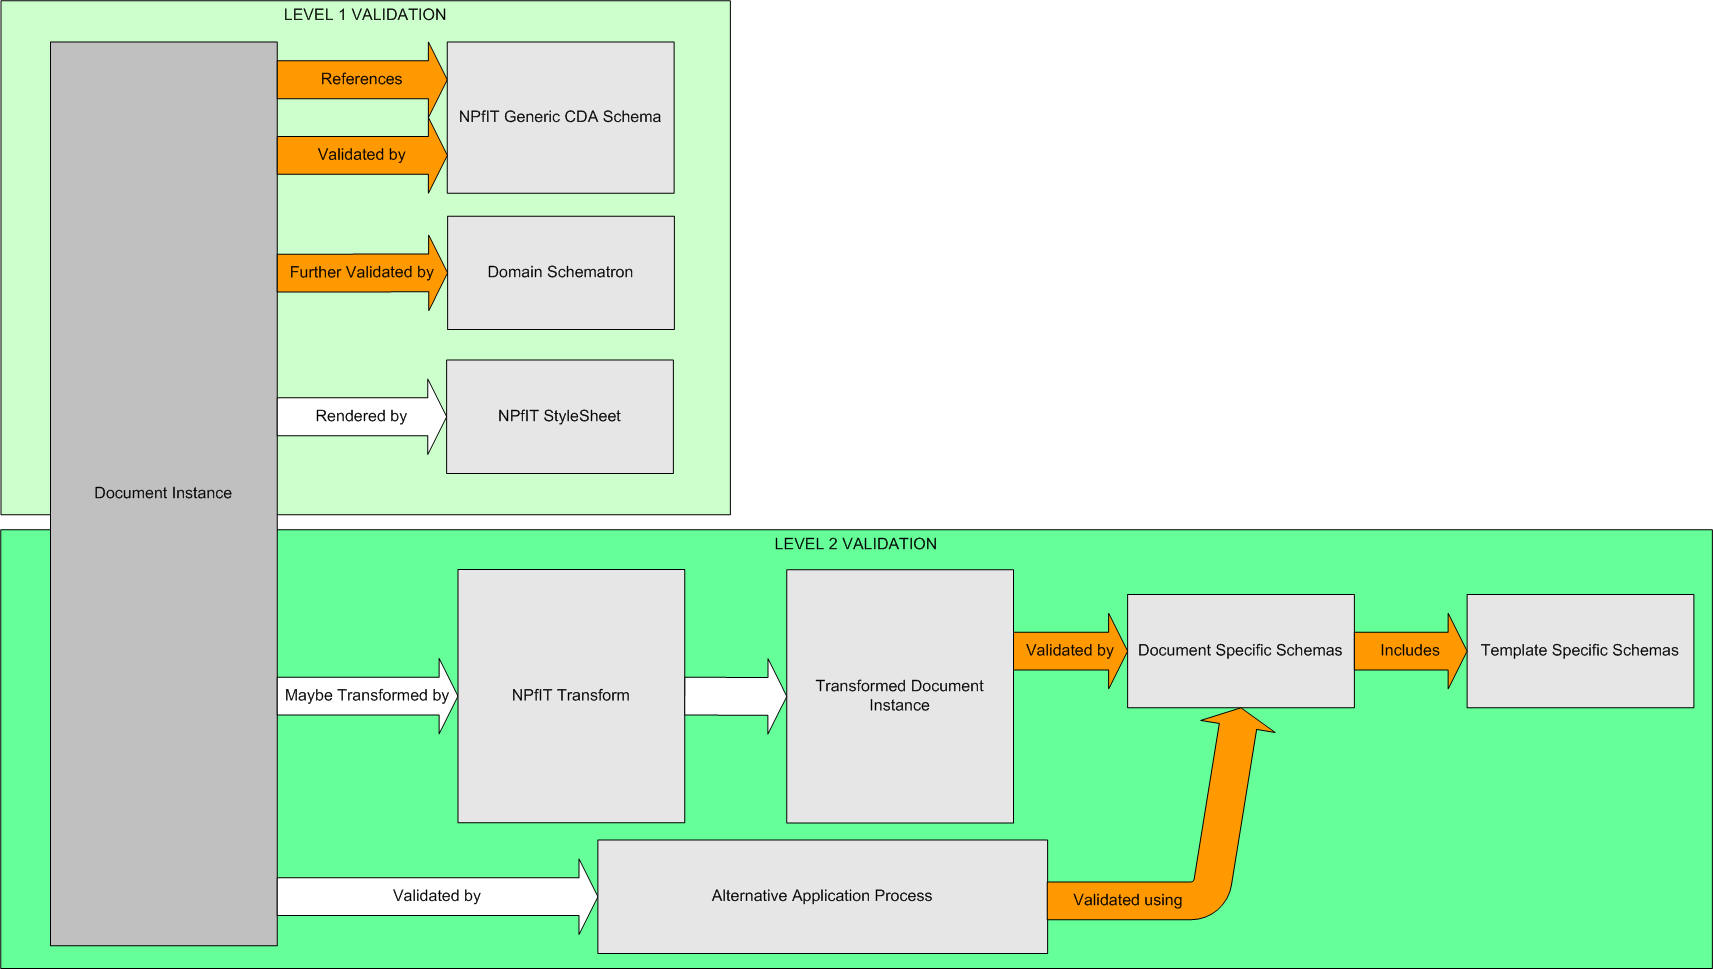 LEVEL 1 VALIDATION
References
NPfIT Generic CDA Schema
Validated by
Further Validated by
Domain Schematron
Rendered by
NPfIT StyleSheet
Document Instance
LEVEL 2 VALIDATION
Maybe Transformed by
NPfIT Transform
Transformed Document
Instance
Validated by
Document Specific Schemas
Includes
Template Specific Schemas
Validated by
Alternative Application Process
Validated using